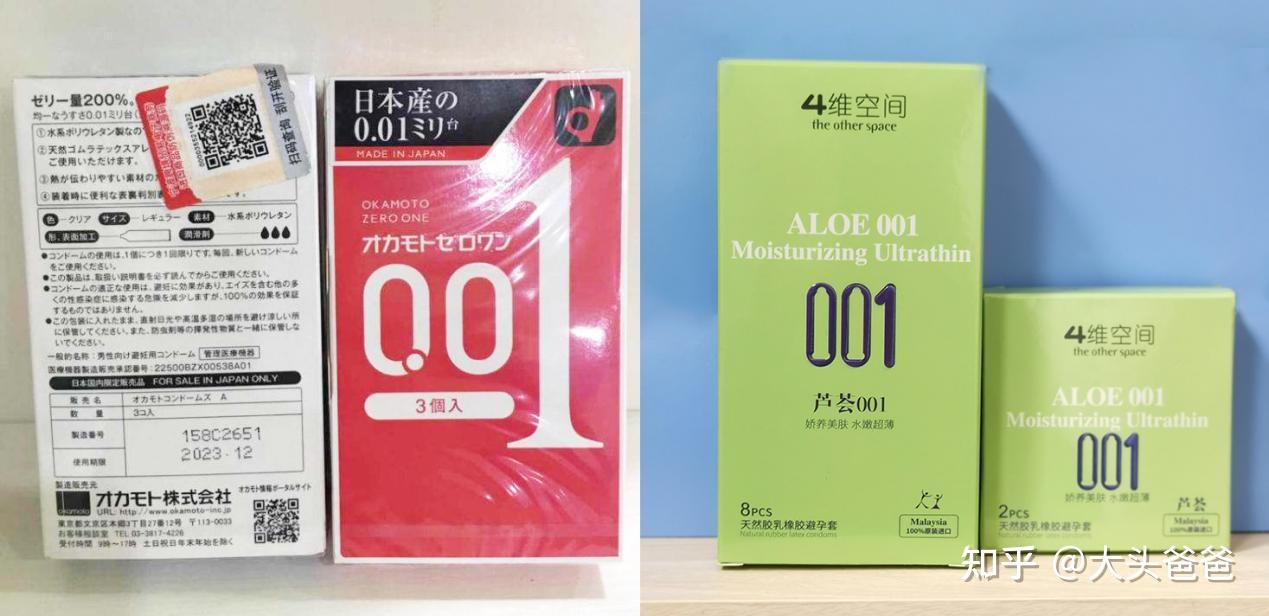 ゼリー量200%。
均一なうすさ0.01ミリ台
①水系ポリウレタン製なので
②天然ゴムラテックスアレ
ご使用いただけます。
③熱が伝わりやすい素材の
④装着時に便利な表裏判別
扫码查询 刮开验证
色 クリア サイズ レギュラー 素材 水系ポリウレタン
形、表面加工 潤滑剤
●コンドームの使用は、1個につき1回限りです。毎回、新しいコンドーム
をご使用ください。
●この製品は、取扱い説明書を必ず読んでからご使用ください。
●コンドームの適正な使用は、避妊に効果があり、エイズを含む他の多
くの性感染症に感染する危険を減少しますが、100%の効果を保証
するものではありません。
●この包装に入れたまま、直射日光や高温多湿の場所を避け涼しい所
に保管してください。また、防虫剤等の揮発性物質と一緒に保管しな
いでください。
一般的名称:男性向け避妊用コンドーム 管理医療機器
医療機器製造販売承認番号:22500BZX00538A01
日本国内限定販売品 FOR SALE IN JAPAN ONLY
販売名 オカモトコンドームズ A
数量 3コ入
製造番号 158C2651
使用期限 2023·12
製造販売元
okamoto オカモト株式会社
オカモト情報ポータルサイト
URL: http://www.okamoto-inc.jp
東京都文京区本郷3丁目27番12号 〒113-0033
お客様相談室 TEL 03-3817-4226
受付時間 9時〜17時 土日祝日年末年始を除く
日本産の
0.01ミリ台
MADE IN JAPAN
OKAMOTO
ZERO ONE
オカモトゼロワン
0.01
3個入
4维空间
the other space
ALOE 001
Moisturizing Ultrathin
001
芦荟001
娇养美肤 水嫩超薄
8PCS
天然胶乳橡胶避孕套
Natural rubber latex condoms
Malaysia
100%原装进口
4维空间
the other space
ALOE 001
Moisturizing Ultrathin
001
娇养美肤 水嫩超薄
芦荟
2PCS
天然胶乳橡胶避孕套
Natural rubber latex condoms
Malaysia
100%原装进口
知乎 @大头爸爸